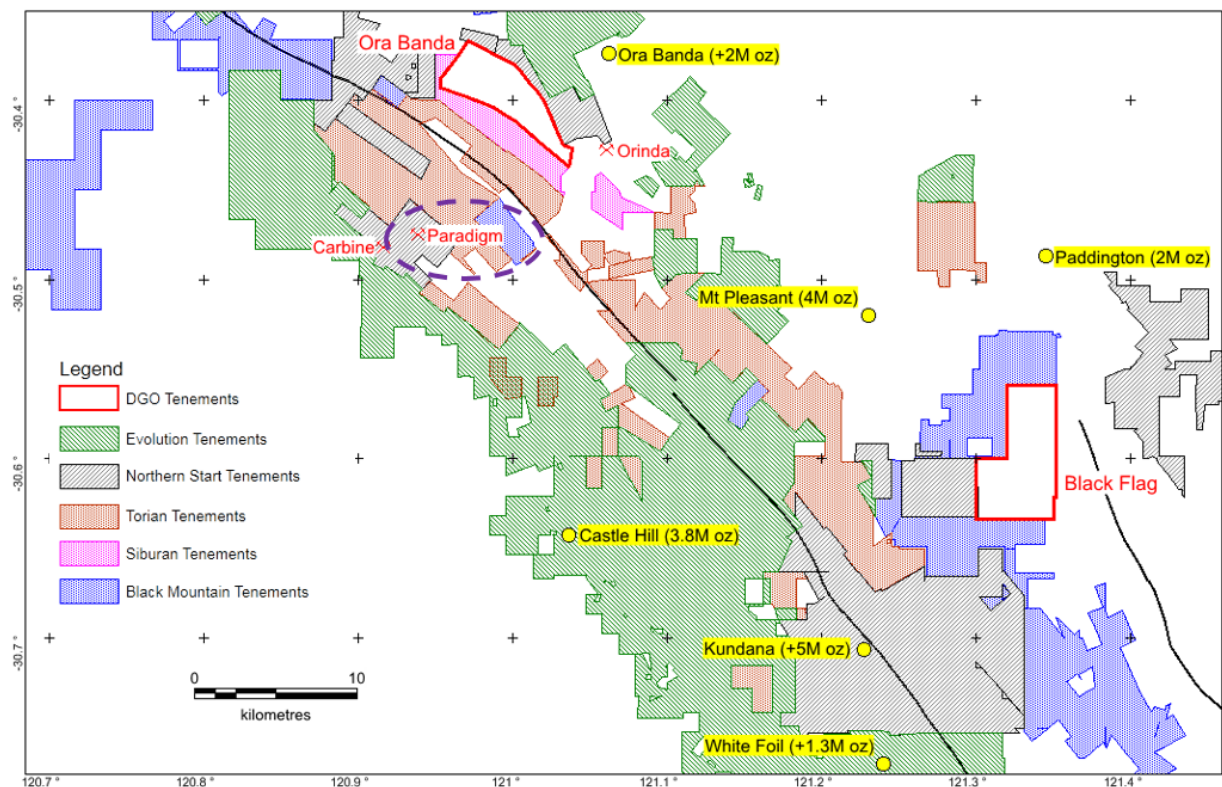 Ora Banda
Ora Banda (+2M oz)
-30.4 °
Orinda
Carbine
Paradigm
Paddington (2M oz)
-30.5 °
Mt Pleasant (4M oz)
Legend
DGO Tenements
Evolution Tenements
Northern Start Tenements
Torian Tenements
Siburan Tenements
Black Mountain Tenements
-30.6 °
Black Flag
Castle Hill (3.8M oz)
-30.7 °
Kundana (+5M oz)
0 10
kilometres
White Foil (+1.3M oz)
120.7 ° 120.8 ° 120.9 ° 121 ° 121.1 ° 121.2 ° 121.3 ° 121.4 °